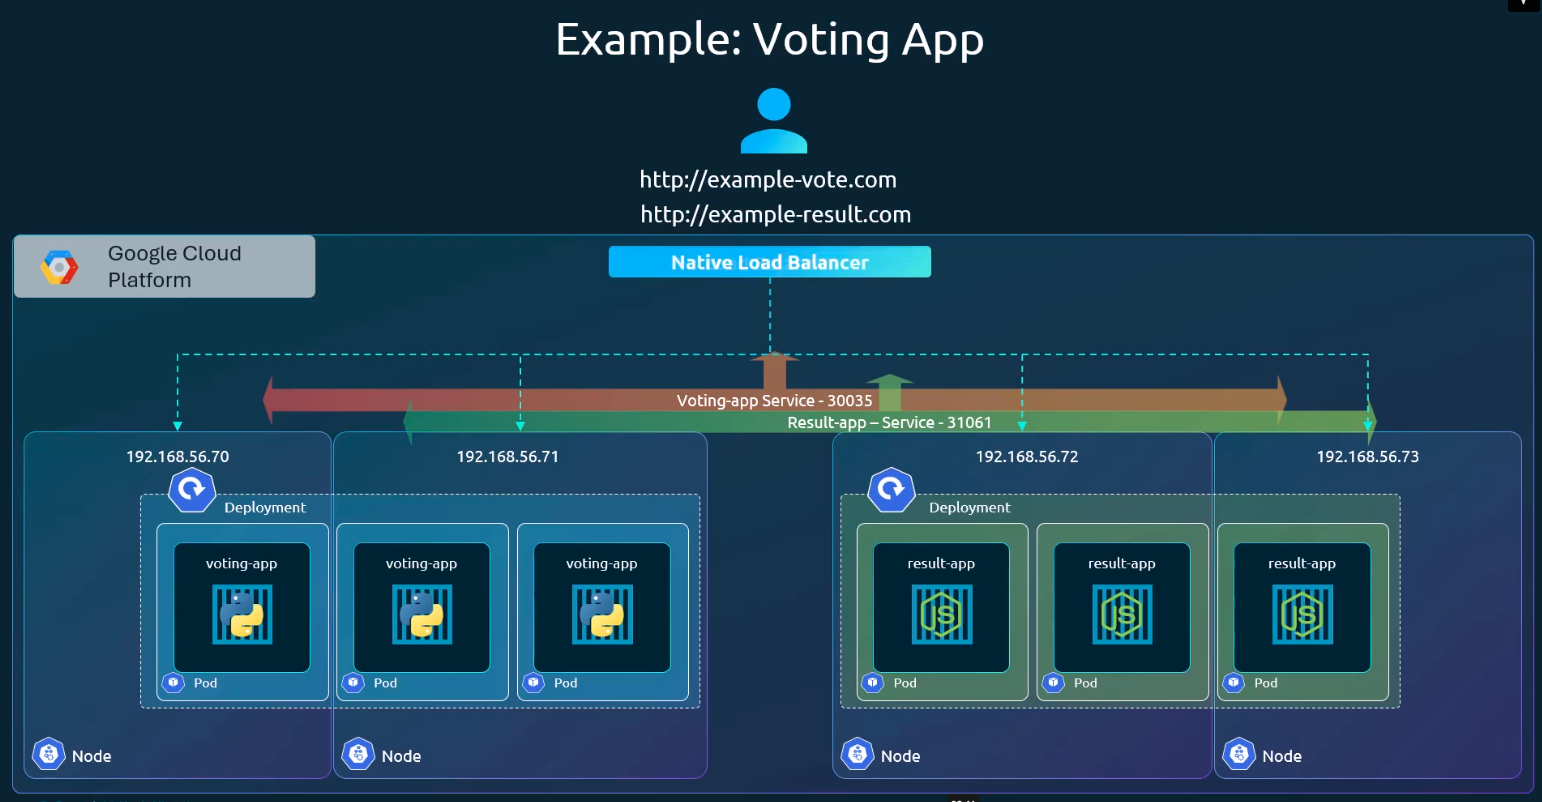 Example: Voting App
http://example-vote.com
http://example-result.com
Google Cloud
Platform
Native Load Balancer
Voting-app Service - 30035
Result-app – Service - 31061
192.168.56.70
192.168.56.71
192.168.56.72
192.168.56.73
Deployment
Deployment
voting-app
voting-app
voting-app
result-app
result-app
result-app
JS
JS
JS
Pod
Pod
Pod
Pod
Pod
Pod
Node
Node
Node
Node